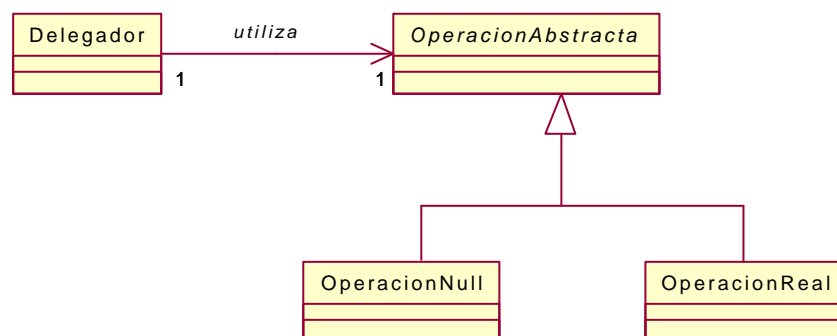 Delegador
utiliza
OperacionAbstracta
1
1
OperacionNull
OperacionReal